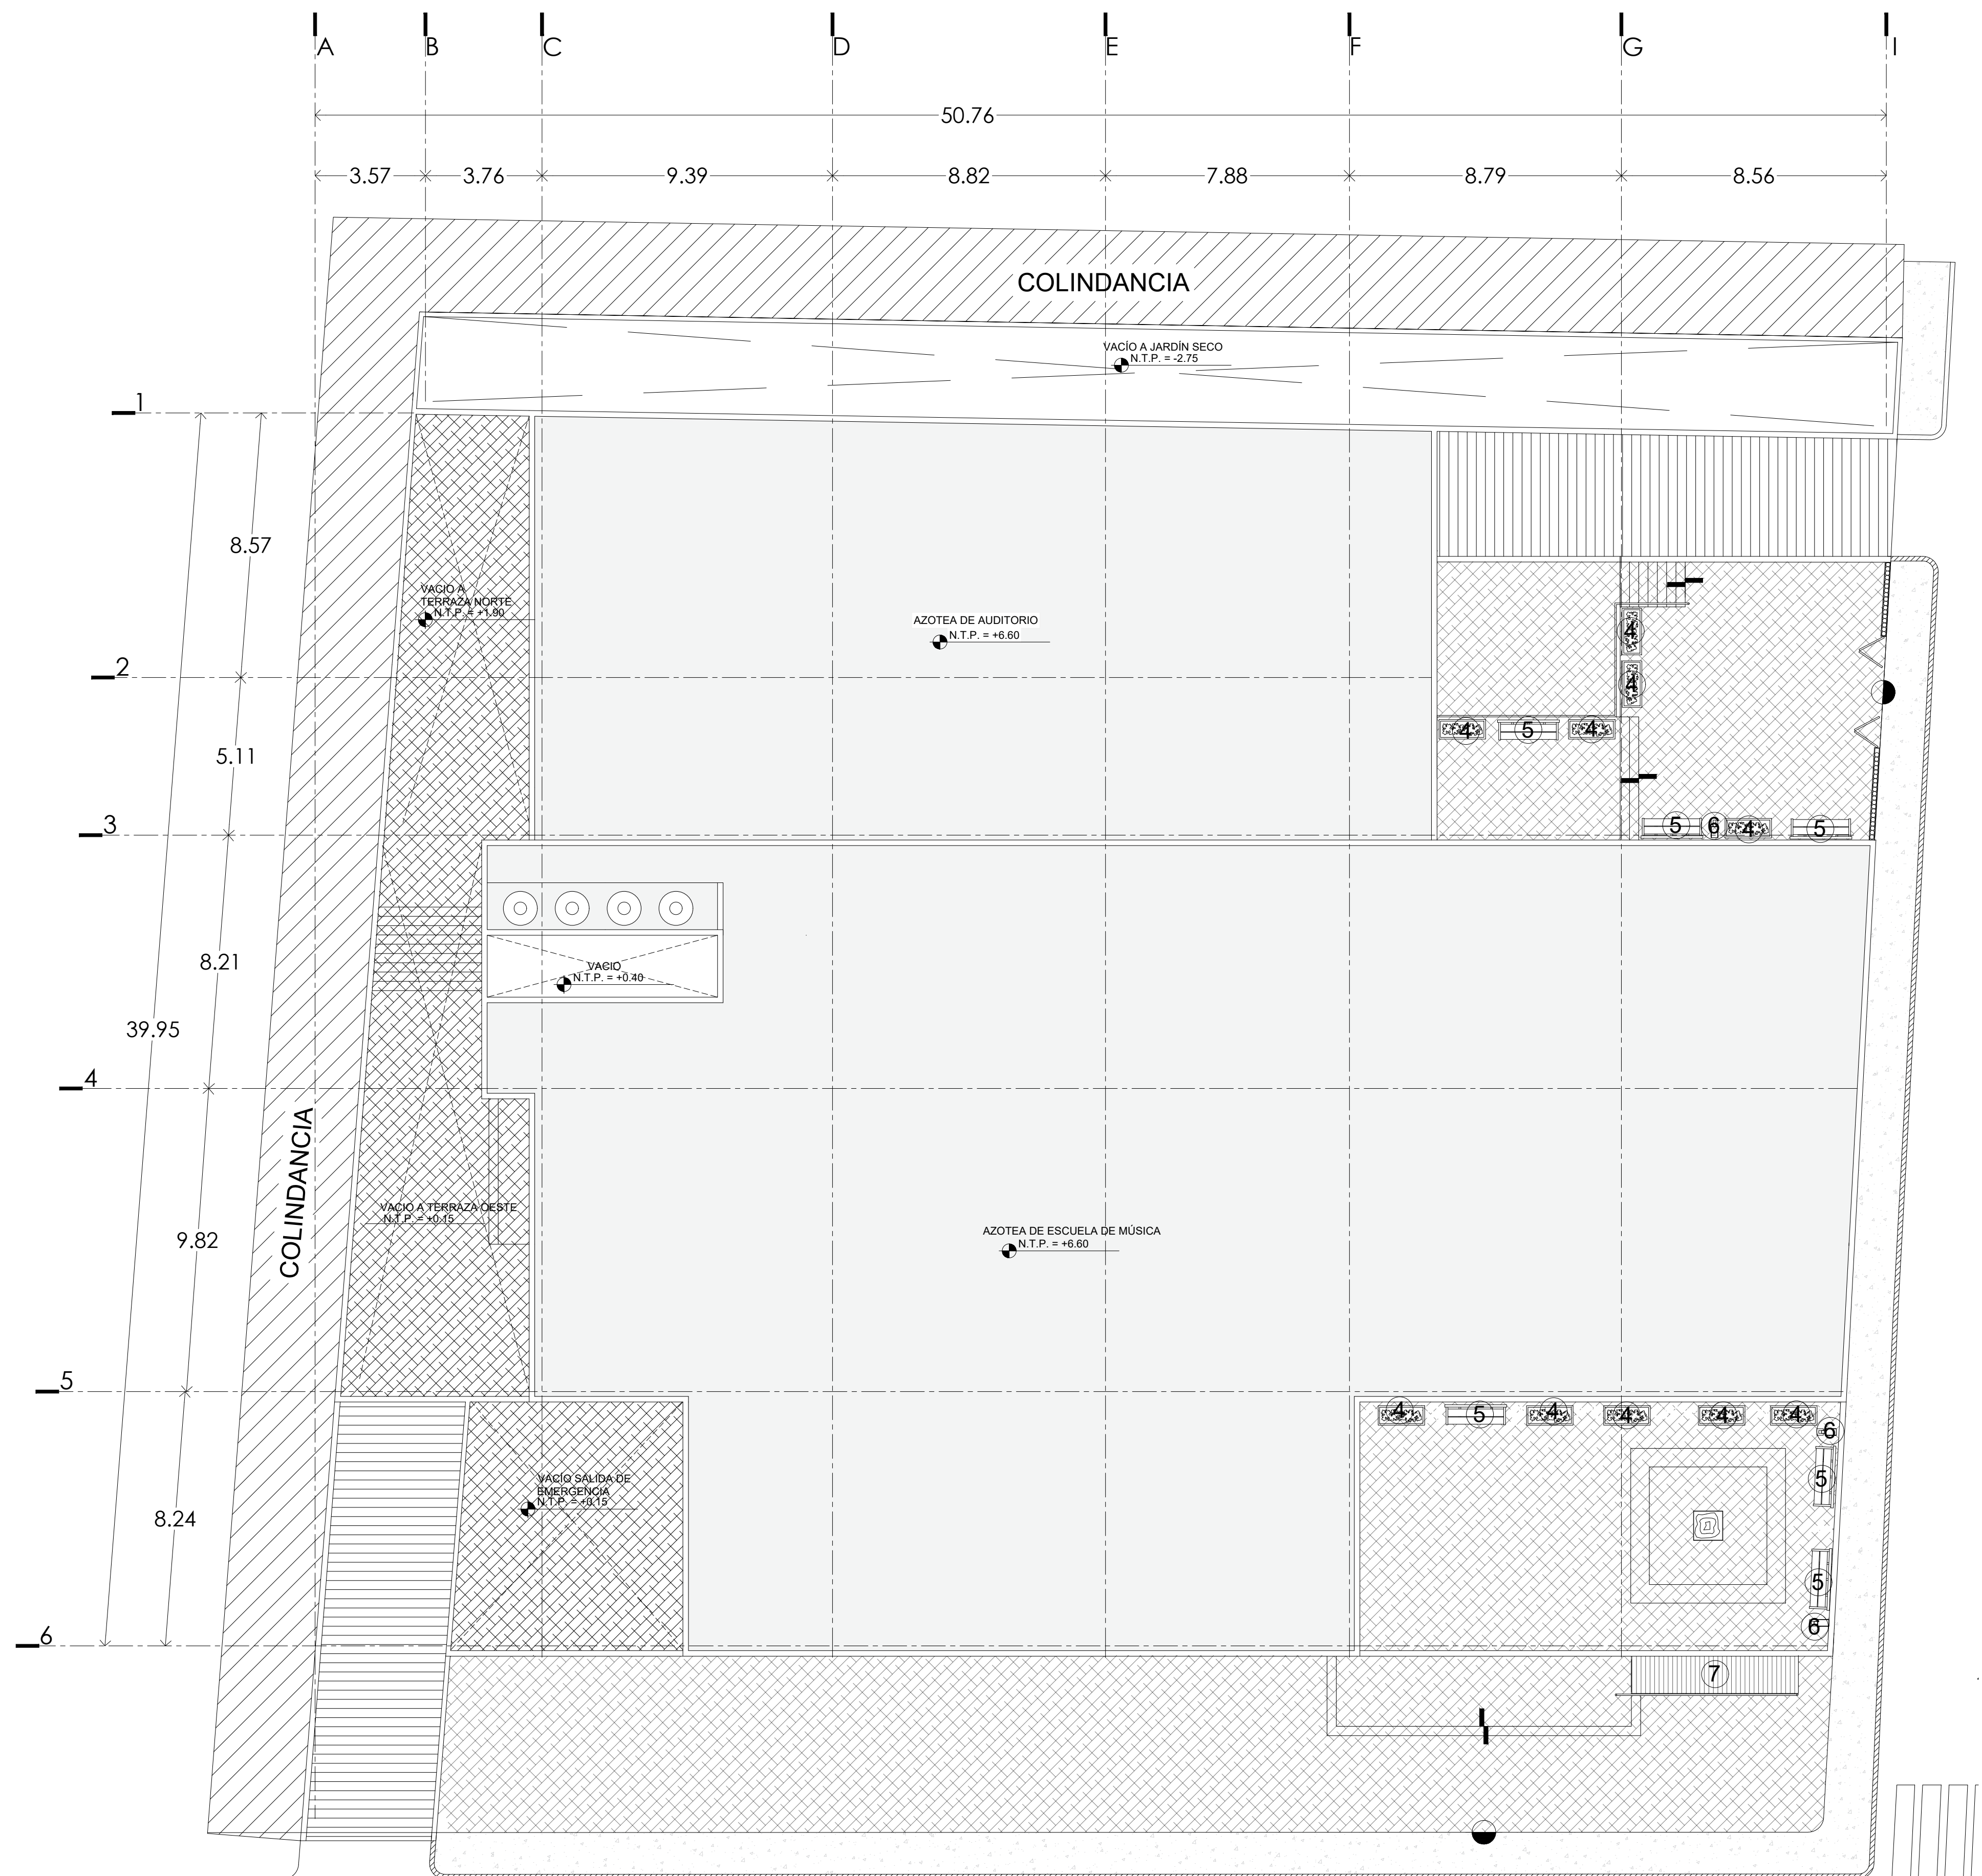 A B C D E F G I
50.76
3.57 3.76 9.39 8.82 7.88 8.79 8.56
COLINDANCIA
VACÍO A JARDÍN SECO
N.T.P. = -2.75
1
8.57
VACIO A
TERRAZA NORTE
N.T.P. = +1.90
AZOTEA DE AUDITORIO
N.T.P. = +6.60
4
2
4
4 5 4
5.11
3
5 6 4 5
8.21
VACIO
N.T.P. = +0.40
39.95
4
COLINDANCIA
VACIO A TERRAZA OESTE
N.T.P. = +0.15
9.82
AZOTEA DE ESCUELA DE MÚSICA
N.T.P. = +6.60
5
4 5 4 4 4 4
6
5
VACÍO SALIDA DE
EMERGENCIA
N.T.P. = +0.15
8.24
5
6
6
7